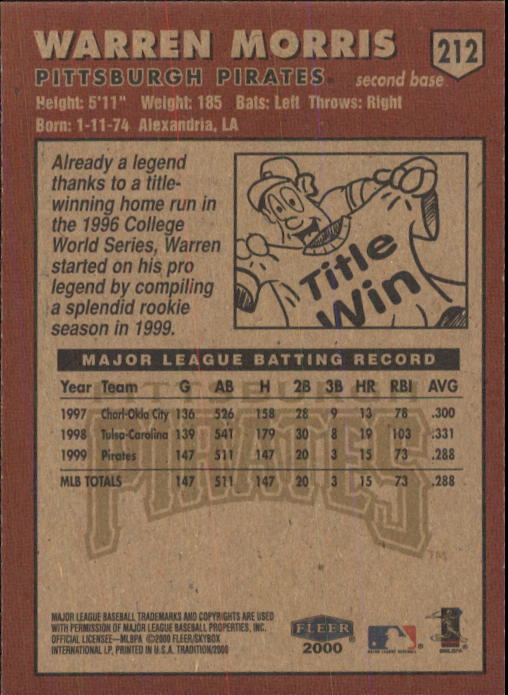 WARREN MORRIS
212
PITTSBURGH PIRATES
second base
Height: 5'11" Weight: 185 Bats: Left Throws: Right
Born: 1-11-74 Alexandria, LA
Already a legend
thanks to a title-
winning home run in
the 1996 College
World Series, Warren
started on his pro
legend by compiling
a splendid rookie
season in 1999.
Title
Win
MAJOR LEAGUE BATTING RECORD
Year Team G AB H 2B 3B HR RBI AVG
1997 Charl-Okla City 136 526 158 28 9 13 78 .300
1998 Tulsa-Carolina 139 541 179 30 8 19 103 .331
1999 Pirates 147 511 147 20 3 15 73 .288
MLB TOTALS 147 511 147 20 3 15 73 .288
PITTSBURGH
PIRATES
TM
MAJOR LEAGUE BASEBALL TRADEMARKS AND COPYRIGHTS ARE USED
WITH PERMISSION OF MAJOR LEAGUE BASEBALL PROPERTIES, INC.
OFFICIAL LICENSEE—MLBPA ©2000 FLEER/SKYBOX
INTERNATIONAL LP, PRINTED IN U.S.A. TRADITION/2000
FLEER
2000
MAJOR LEAGUE BASEBALL